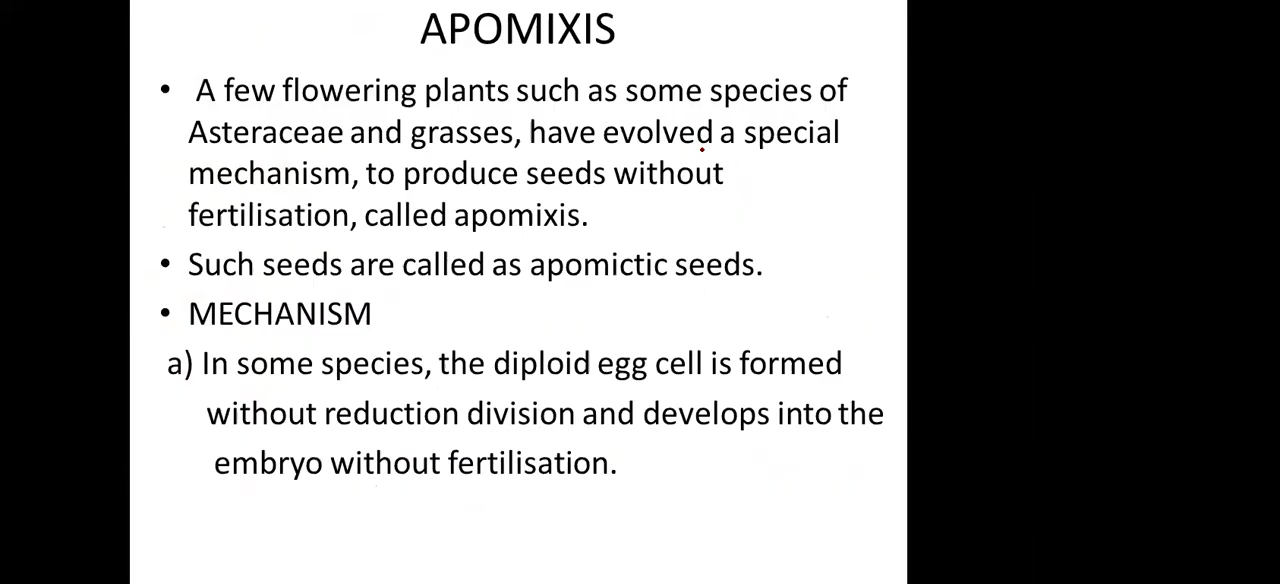 APOMIXIS
• A few flowering plants such as some species of
Asteraceae and grasses, have evolved a special
mechanism, to produce seeds without
fertilisation, called apomixis.
• Such seeds are called as apomictic seeds.
• MECHANISM
a) In some species, the diploid egg cell is formed
without reduction division and develops into the
embryo without fertilisation.